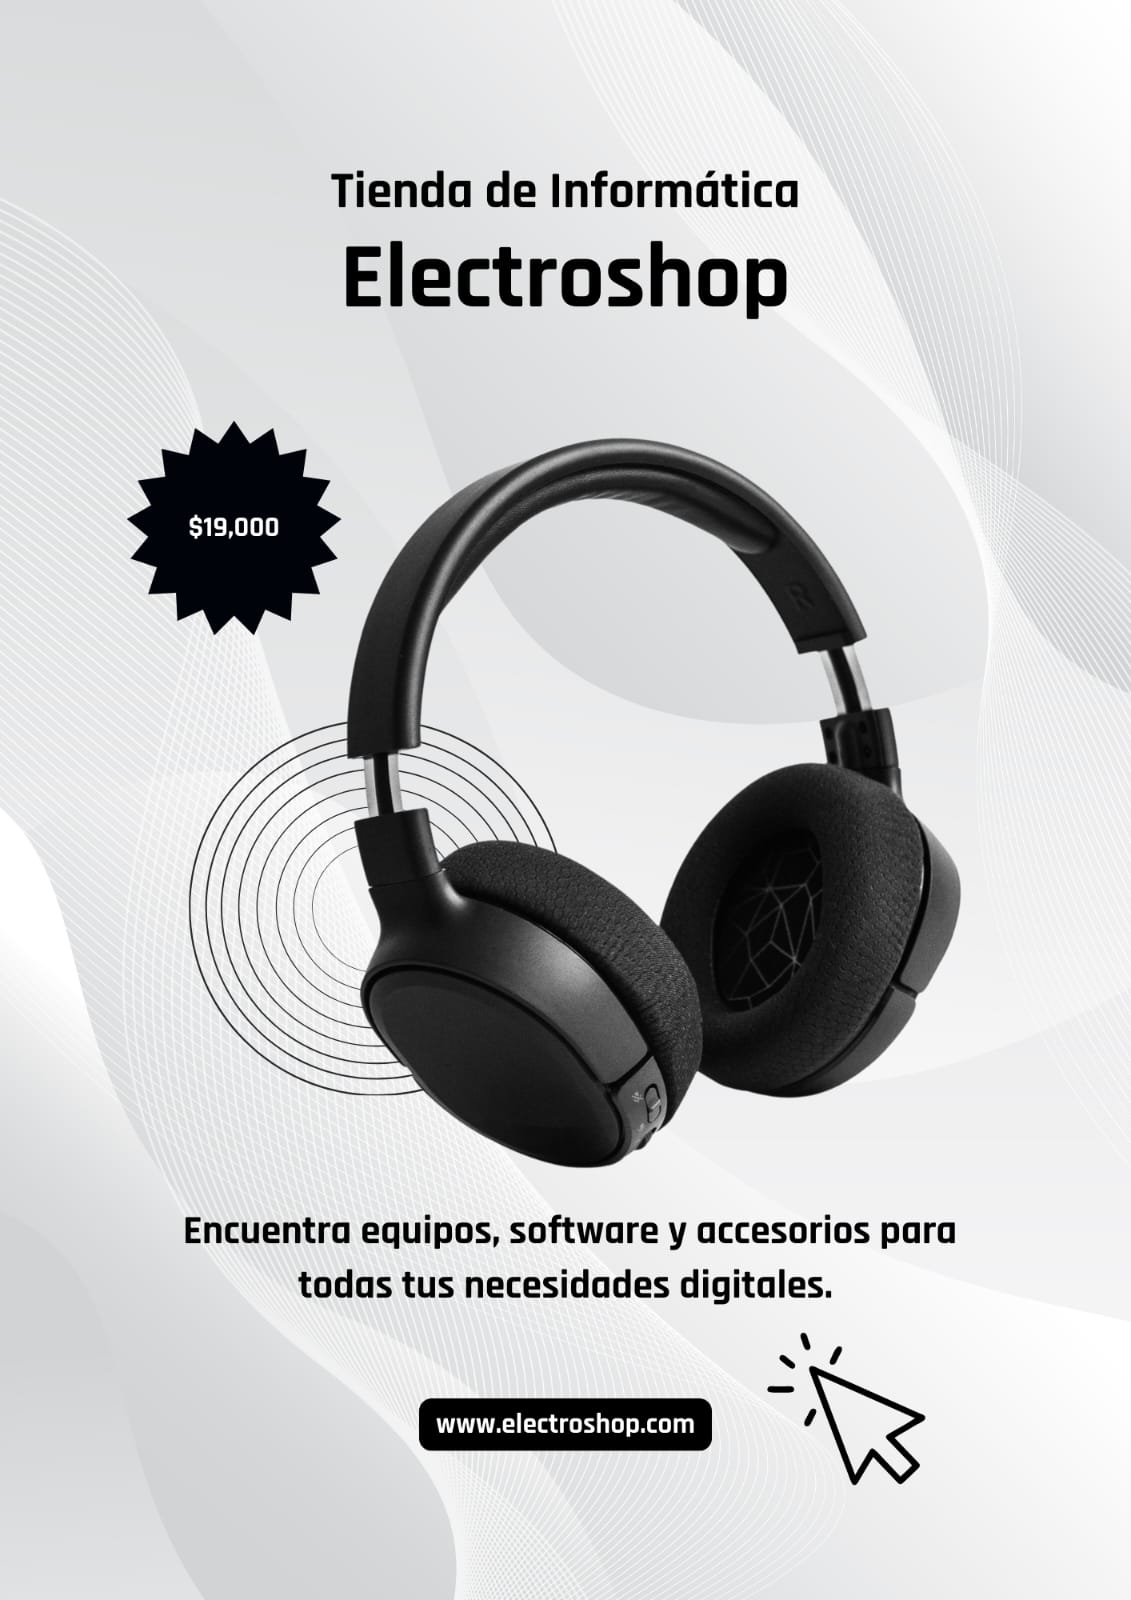 Tienda de Informática
Electroshop
$19,000
R
Encuentra equipos, software y accesorios para
todas tus necesidades digitales.
www.electroshop.com